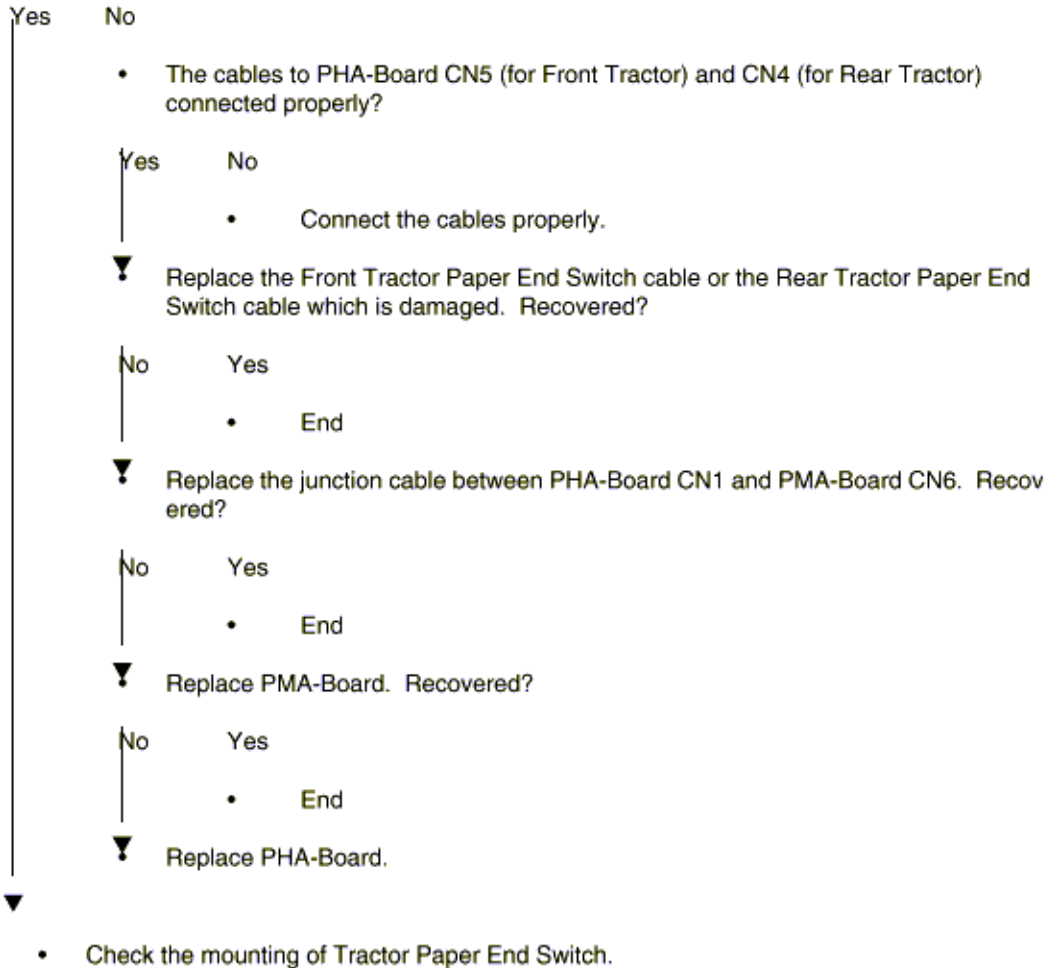 Yes No
• The cables to PHA-Board CN5 (for Front Tractor) and CN4 (for Rear Tractor)
connected properly?
Yes No
• Connect the cables properly.
• Replace the Front Tractor Paper End Switch cable or the Rear Tractor Paper End
Switch cable which is damaged. Recovered?
No Yes
• End
• Replace the junction cable between PHA-Board CN1 and PMA-Board CN6. Recov
ered?
No Yes
• End
• Replace PMA-Board. Recovered?
No Yes
• End
• Replace PHA-Board.
• Check the mounting of Tractor Paper End Switch.